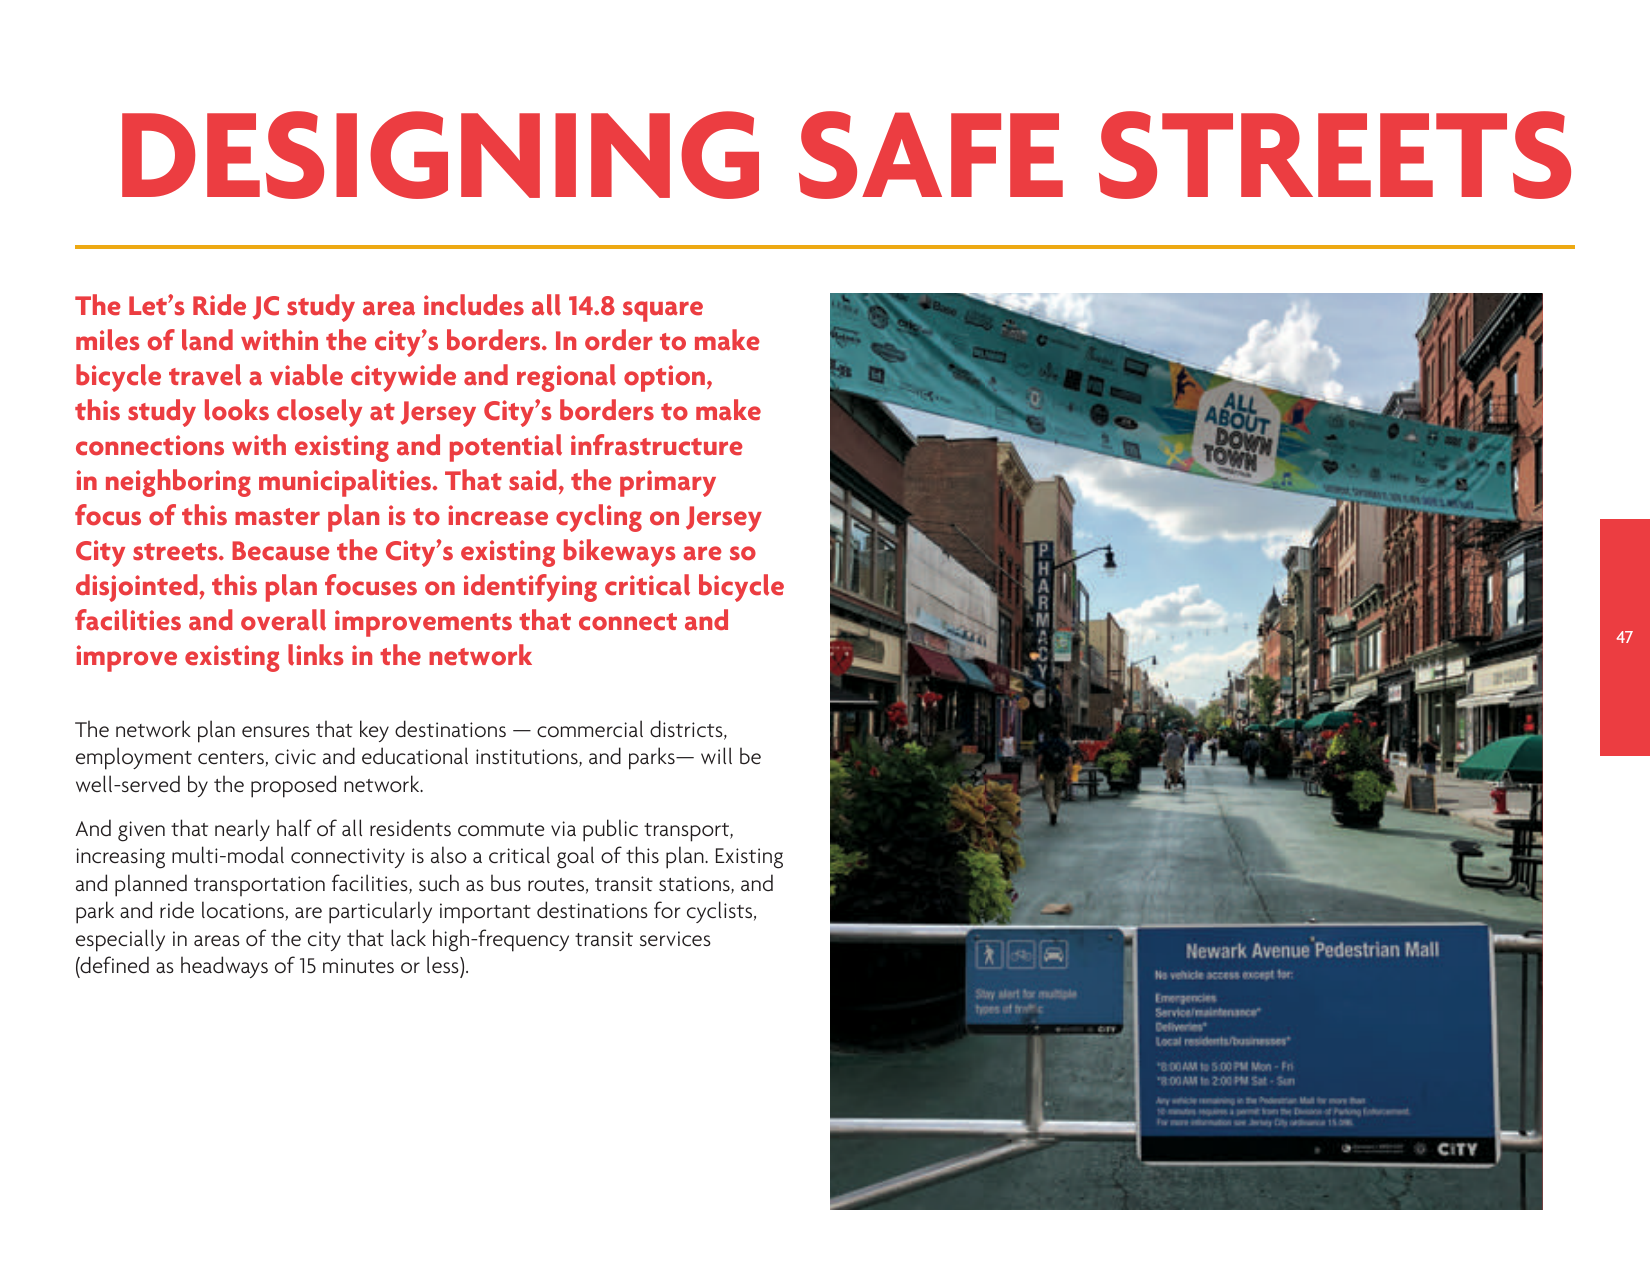 DESIGNING SAFE STREETS
The Let’s Ride JC study area includes all 14.8 square
miles of land within the city’s borders. In order to make
bicycle travel a viable citywide and regional option,
this study looks closely at Jersey City’s borders to make
connections with existing and potential infrastructure
in neighboring municipalities. That said, the primary
focus of this master plan is to increase cycling on Jersey
City streets. Because the City’s existing bikeways are so
disjointed, this plan focuses on identifying critical bicycle
facilities and overall improvements that connect and
improve existing links in the network
The network plan ensures that key destinations — commercial districts,
employment centers, civic and educational institutions, and parks— will be
well-served by the proposed network.
And given that nearly half of all residents commute via public transport,
increasing multi-modal connectivity is also a critical goal of this plan. Existing
and planned transportation facilities, such as bus routes, transit stations, and
park and ride locations, are particularly important destinations for cyclists,
especially in areas of the city that lack high-frequency transit services
(defined as headways of 15 minutes or less).
Base
ALL
ABOUT
DOWN
TOWN
PHARMACY
Stay alert for multiple
types of traffic
CITY
Newark Avenue Pedestrian Mall
No vehicle access except for:
Emergencies
Service/maintenance*
Deliveries*
Local residents/businesses*
*8:00 AM to 5:00 PM Mon - Fri
*8:00 AM to 2:00 PM Sat - Sun
Any vehicle remaining in the Pedestrian Mall for more than
10 minutes requires a permit from the Division of Parking Enforcement.
For more information see Jersey City ordinance
CITY
47